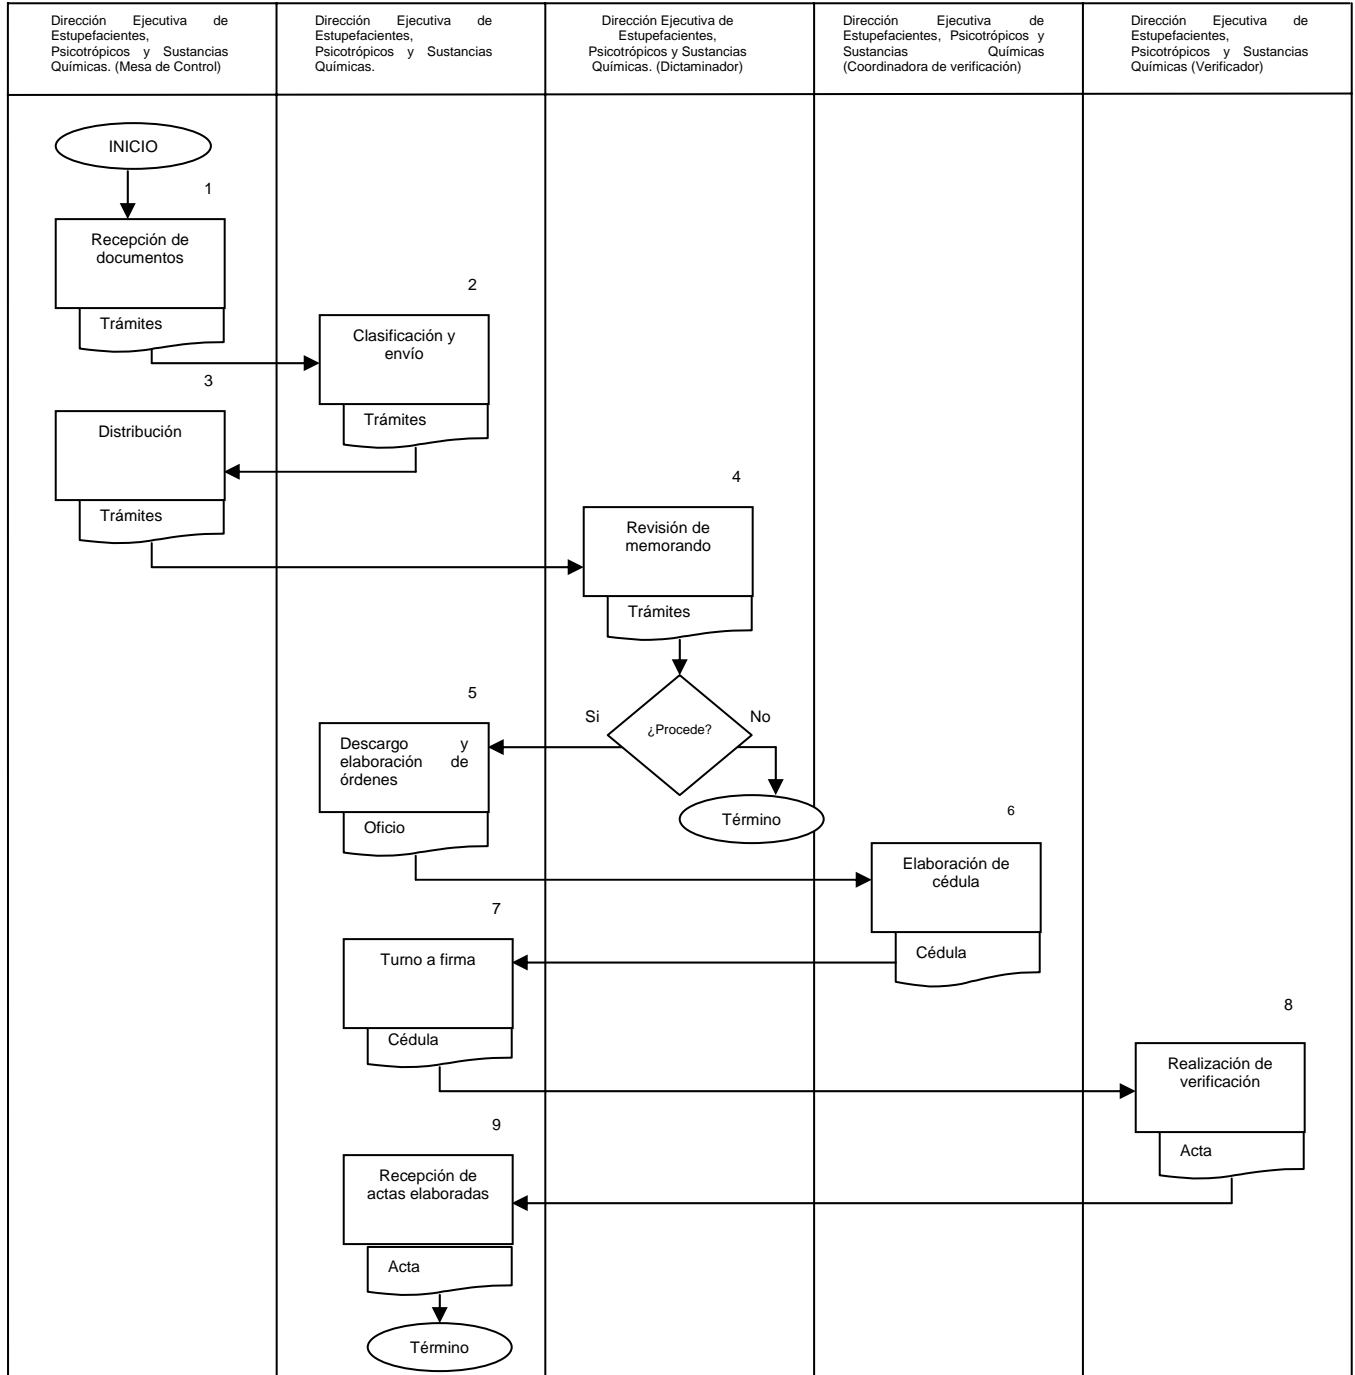 Dirección Ejecutiva de
Estupefacientes,
Psicotrópicos y Sustancias
Químicas. (Mesa de Control)
Dirección Ejecutiva de
Estupefacientes,
Psicotrópicos y Sustancias
Químicas.
Dirección Ejecutiva de
Estupefacientes,
Psicotrópicos y Sustancias
Químicas. (Dictaminador)
Dirección Ejecutiva de
Estupefacientes, Psicotrópicos y
Sustancias Químicas
(Coordinadora de verificación)
Dirección Ejecutiva de
Estupefacientes,
Psicotrópicos y Sustancias
Químicas (Verificador)
INICIO
1
Recepción de
documentos
Trámites
2
Clasificación y
envío
Trámites
3
Distribución
Trámites
4
Revisión de
memorando
Trámites
¿Procede?
Si
No
Término
5
Descargo y
elaboración de
órdenes
Oficio
6
Elaboración de
cédula
Cédula
7
Turno a firma
Cédula
8
Realización de
verificación
Acta
9
Recepción de
actas elaboradas
Acta
Término